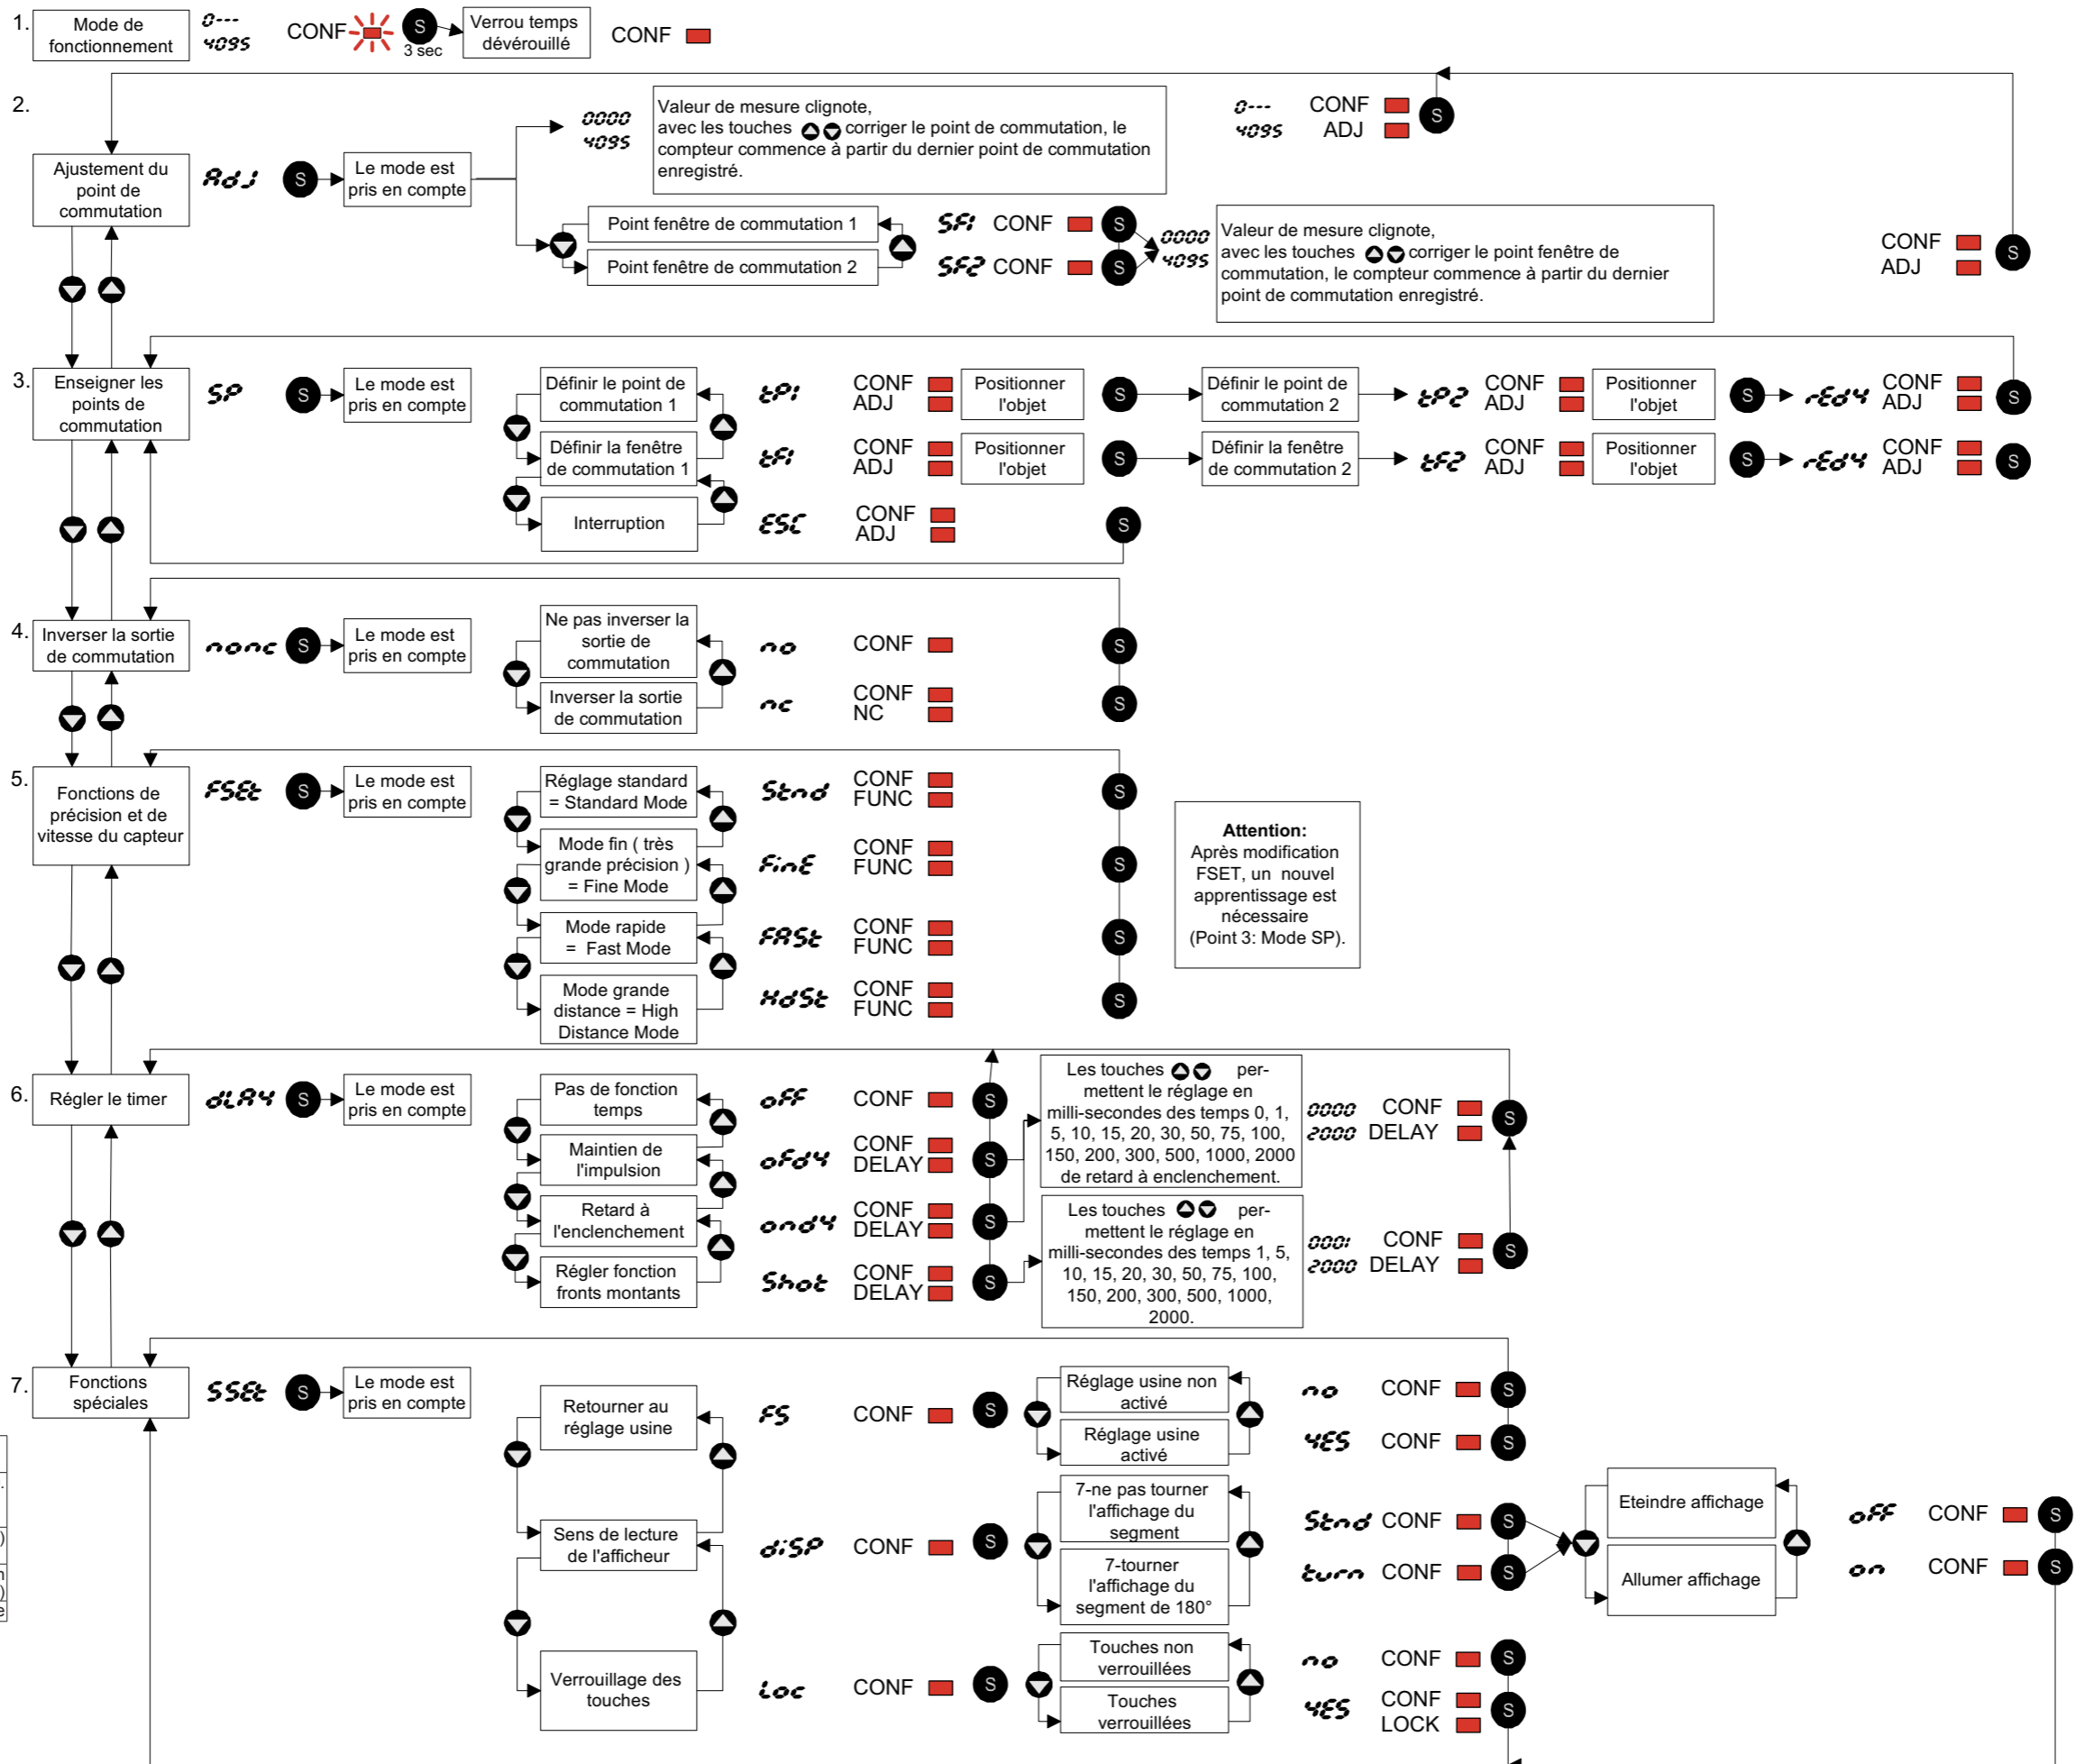 1.
Mode de
fonctionnement
0---
4095
CONF
S
3 sec
Verrou temps
dévérouillé
CONF
2.
Ajustement du
point de
commutation
AdJ
S
Le mode est
pris en compte
0000
4095
Valeur de mesure clignote,
avec les touches corriger le point de commutation, le
compteur commence à partir du dernier point de commutation
enregistré.
0---
4095
CONF
ADJ
S
Point fenêtre de commutation 1
SF1 CONF S
Point fenêtre de commutation 2
SF2 CONF S
0000
4095
Valeur de mesure clignote,
avec les touches corriger le point fenêtre de
commutation, le compteur commence à partir du dernier
point de commutation enregistré.
CONF
ADJ
S
3.
Enseigner les
points de
commutation
SP
S
Le mode est
pris en compte
Définir le point de
commutation 1
tP1
CONF
ADJ
Positionner
l'objet
S
Définir le point de
commutation 2
tP2
CONF
ADJ
Positionner
l'objet
S
rEdY
CONF
ADJ
S
Définir la fenêtre
de commutation 1
tF1
CONF
ADJ
Positionner
l'objet
S
Définir la fenêtre
de commutation 2
tF2
CONF
ADJ
Positionner
l'objet
S
rEdY
CONF
ADJ
S
Interruption
ESC
CONF
ADJ
S
4.
Inverser la sortie
de commutation
nonc
S
Le mode est
pris en compte
Ne pas inverser la
sortie de
commutation
no
CONF
S
Inverser la sortie
de commutation
nc
CONF
NC
S
5.
Fonctions de
précision et de
vitesse du capteur
FSEt
S
Le mode est
pris en compte
Réglage standard
= Standard Mode
Stnd
CONF
FUNC
S
Mode fin ( très
grande précision )
= Fine Mode
FinE
CONF
FUNC
S
Mode rapide
= Fast Mode
FASt
CONF
FUNC
S
Mode grande
distance = High
Distance Mode
HdSt
CONF
FUNC
S
Attention:
Après modification
FSET, un nouvel
apprentissage est
nécessaire
(Point 3: Mode SP).
6.
Régler le timer
dLAY
S
Le mode est
pris en compte
Pas de fonction
temps
oFF
CONF
S
Maintien de
l'impulsion
oFdY
CONF
DELAY
S
Retard à
l'enclenchement
ondY
CONF
DELAY
S
Régler fonction
fronts montants
Shot
CONF
DELAY
S
Les touches per-
mettent le réglage en
milli-secondes des temps 0, 1,
5, 10, 15, 20, 30, 50, 75, 100,
150, 200, 300, 500, 1000, 2000
de retard à enclenchement.
0000 CONF
2000 DELAY
S
Les touches per-
mettent le réglage en
milli-secondes des temps 1, 5,
10, 15, 20, 30, 50, 75, 100,
150, 200, 300, 500, 1000,
2000.
0001 CONF
2000 DELAY
S
7.
Fonctions
spéciales
SSEt
S
Le mode est
pris en compte
Retourner au
réglage usine
FS
CONF
S
Réglage usine non
activé
no
CONF
S
Réglage usine
activé
YES
CONF
S
Sens de lecture
de l'afficheur
diSP
CONF
S
7-ne pas tourner
l'affichage du
segment
Stnd CONF
S
7-tourner
l'affichage du
segment de 180°
turn CONF
S
Eteindre affichage
oFF
CONF
S
Allumer affichage
on
CONF
S
Verrouillage des
touches
Loc
CONF
S
Touches non
verrouillées
no
CONF
S
Touches
verrouillées
YES
CONF
LOCK
S